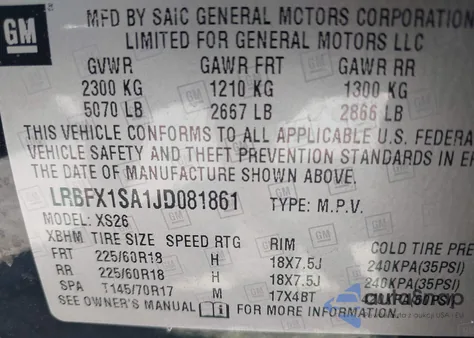 GM
MFD BY SAIC GENERAL MOTORS CORPORATION
LIMITED FOR GENERAL MOTORS LLC
GVWR GAWR FRT GAWR RR
2300 KG 1210 KG 1300 KG
5070 LB 2667 LB 2866 LB
THIS VEHICLE CONFORMS TO ALL APPLICABLE U.S. FEDERA
VEHICLE SAFETY AND THEFT PREVENTION STANDARDS IN EF
THE DATE OF MANUFACTURE SHOWN ABOVE.
LRBFX1SA1JD081861 TYPE: M.P.V.
MODEL: XS26
XBHM TIRE SIZE SPEED RTG RIM COLD TIRE PRE
FRT 225/60R18 H 18X7.5J 240KPA(35PSI)
RR 225/60R18 H 18X7.5J 240KPA(35PSI)
SPA T145/70R17 M 17X4BT
SEE OWNER'S MANUAL FOR MORE INFORMATION.